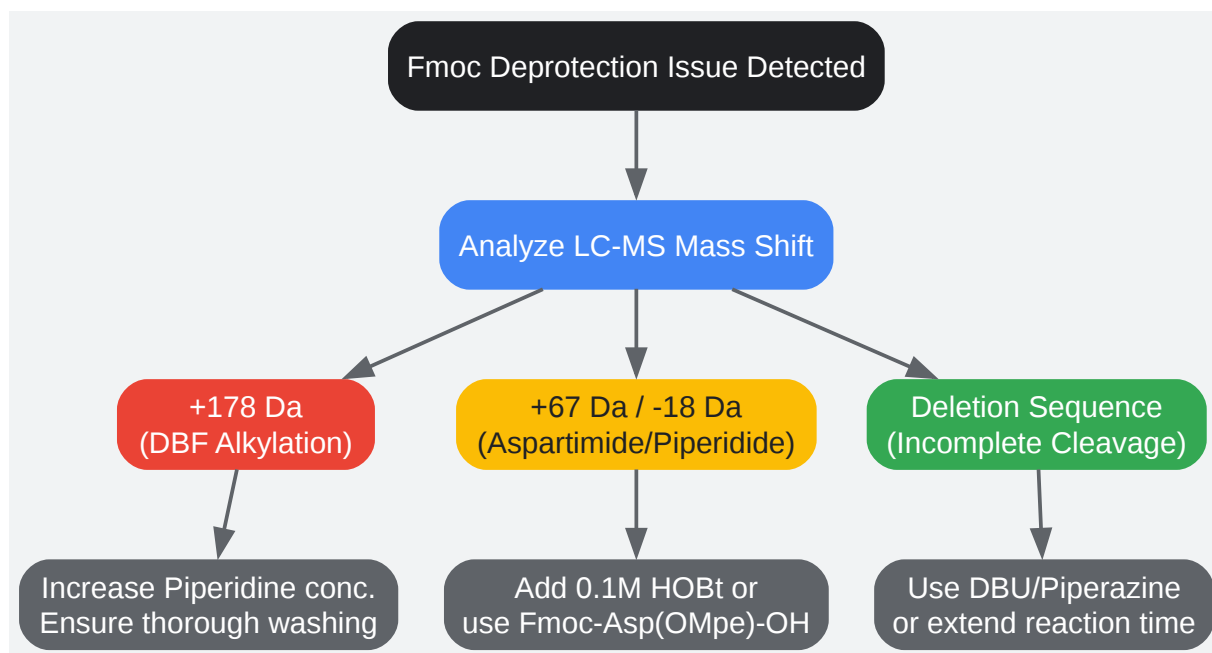 Fmoc Deprotection Issue Detected
Analyze LC-MS Mass Shift
+178 Da
(DBF Alkylation)
+67 Da / -18 Da
(Aspartimide/Piperidide)
Deletion Sequence
(Incomplete Cleavage)
Increase Piperidine conc.
Ensure thorough washing
Add 0.1M HOBt or
use Fmoc-Asp(OMpe)-OH
Use DBU/Piperazine
or extend reaction time